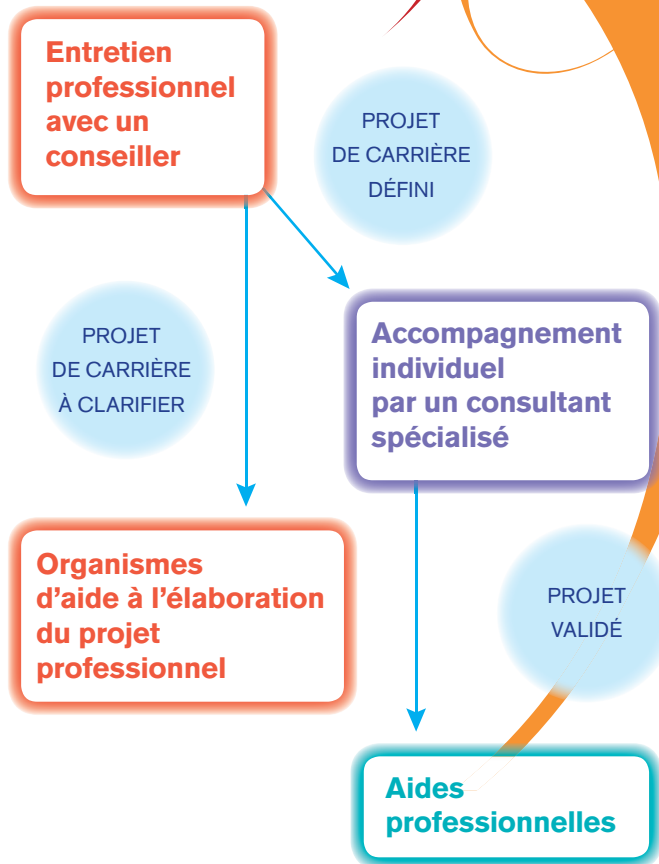 Entretien
professionnel
avec un
conseiller
PROJET
DE CARRIÈRE
DÉFINI
PROJET
DE CARRIÈRE
À CLARIFIER
Accompagnement
individuel
par un consultant
spécialisé
Organismes
d’aide à l’élaboration
du projet
professionnel
PROJET
VALIDÉ
Aides
professionnelles